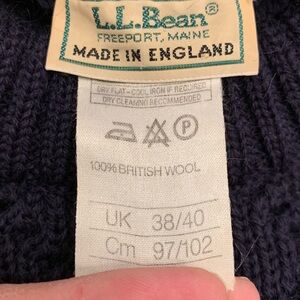 L.L.Bean®
FREEPORT, MAINE
MADE IN ENGLAND
DRY FLAT - COOL IRON IF REQUIRED
DRY CLEANING RECOMMENDED
P
100% BRITISH WOOL
UK 38/40
Cm 97/102